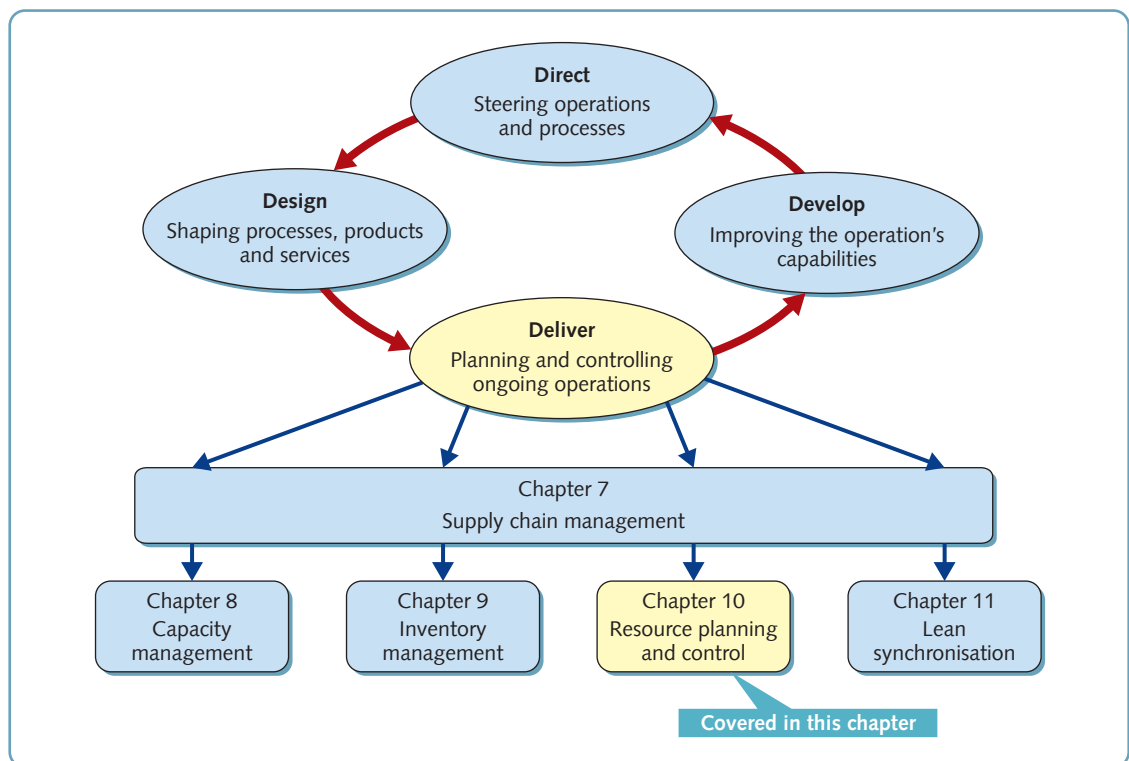 Direct
Steering operations
and processes
Design
Shaping processes, products
and services
Develop
Improving the operation's
capabilities
Deliver
Planning and controlling
ongoing operations
Chapter 7
Supply chain management
Chapter 8
Capacity
management
Chapter 9
Inventory
management
Chapter 10
Resource planning
and control
Chapter 11
Lean
synchronisation
Covered in this chapter